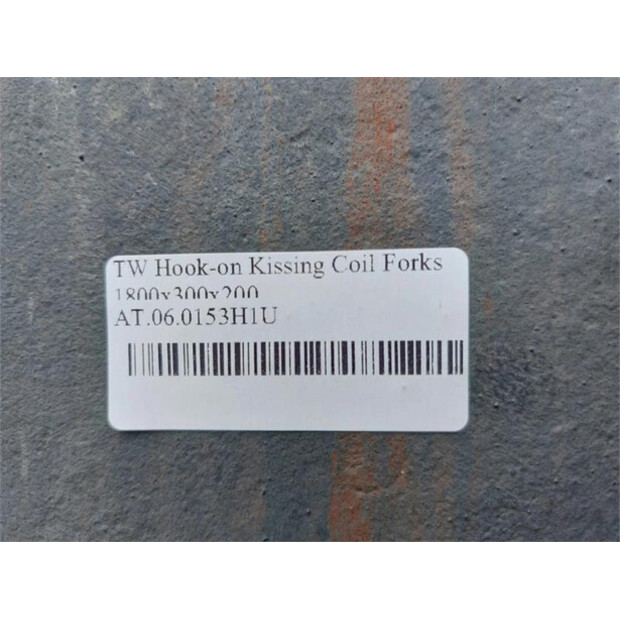 TW Hook-on Kissing Coil Forks
1800x300x200
AT.06.0153H1U